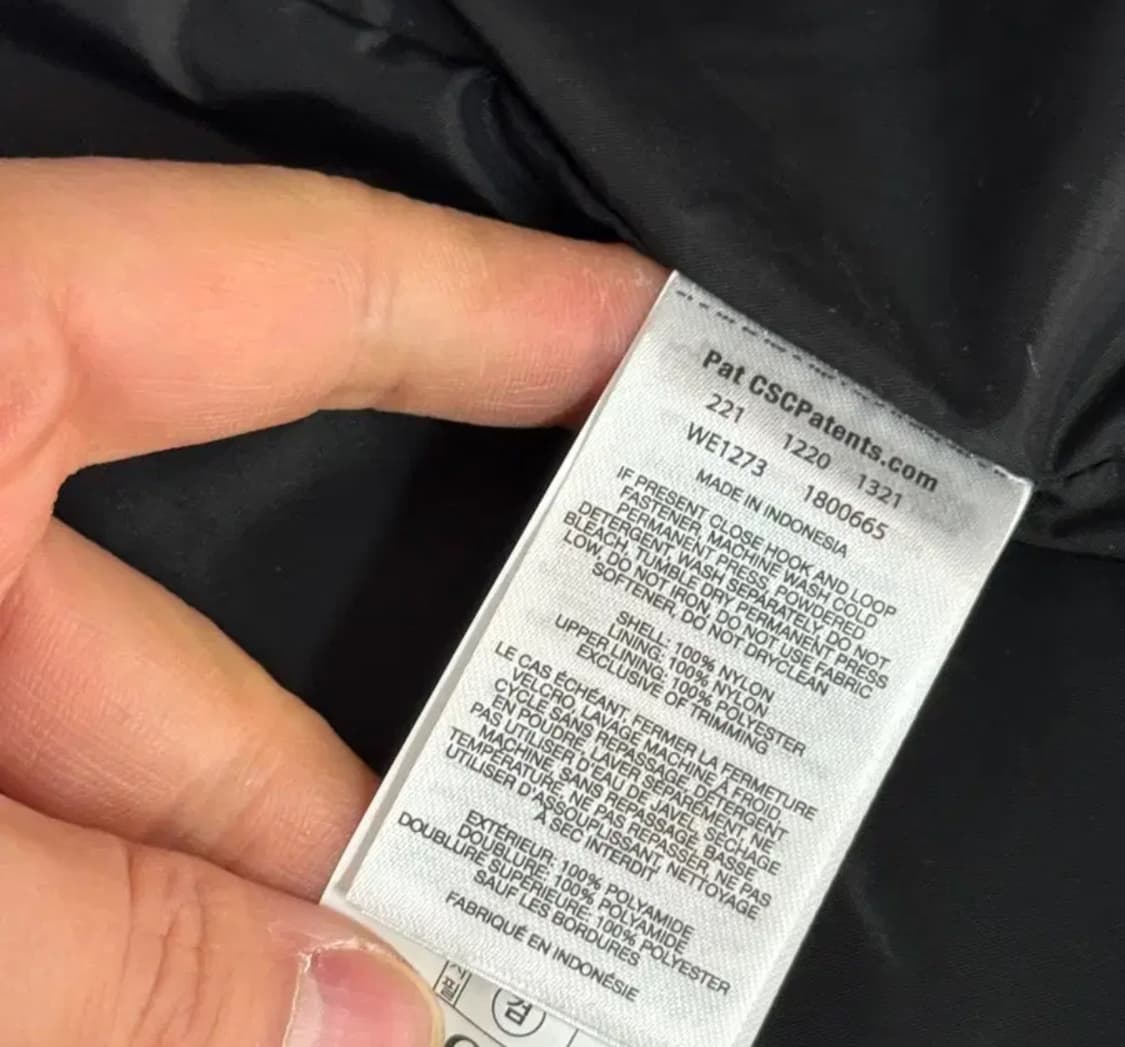 Pat CSCPatents.com
221 1220 1321
WE1273 1800665
MADE IN INDONESIA
IF PRESENT CLOSE HOOK AND LOOP
FASTENER, MACHINE WASH COLD
PERMANENT PRESS, POWDERED
DETERGENT, WASH SEPARATELY, DO NOT
BLEACH, TUMBLE DRY PERMANENT PRESS
LOW, DO NOT IRON, DO NOT USE FABRIC
SOFTENER, DO NOT DRYCLEAN
SHELL: 100% NYLON
LINING: 100% NYLON
UPPER LINING: 100% POLYESTER
EXCLUSIVE OF TRIMMING
LE CAS ÉCHÉANT, FERMER LA FERMETURE
VELCRO, LAVAGE MACHINE À FROID,
CYCLE SANS REPASSAGE, DÉTERGENT
EN POUDRE, LAVER SÉPARÉMENT, NE
PAS UTILISER D'EAU DE JAVEL, SÉCHAGE
MACHINE, SANS REPASSAGE, BASSE
TEMPÉRATURE, NE PAS REPASSER, NE PAS
UTILISER D'ASSOUPLISSANT, NETTOYAGE
À SEC INTERDIT
EXTÉRIEUR: 100% POLYAMIDE
DOUBLURE: 100% POLYAMIDE
DOUBLURE SUPÉRIEURE: 100% POLYESTER
SAUF LES BORDURES
FABRIQUÉ EN INDONÉSIE
검